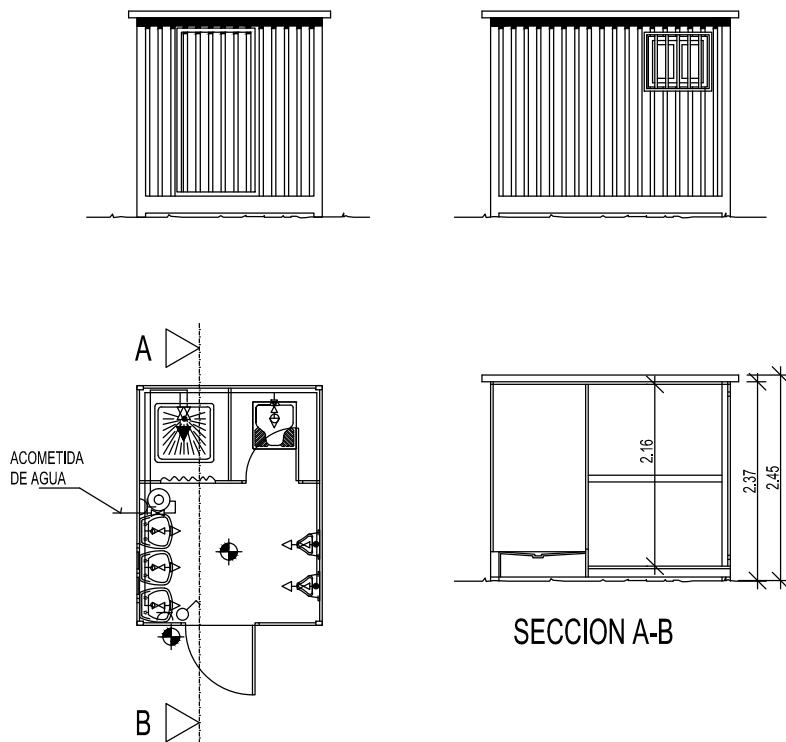 A
ACOMETIDA
DE AGUA
B
2.16
2.37
2.45
SECCION A-B